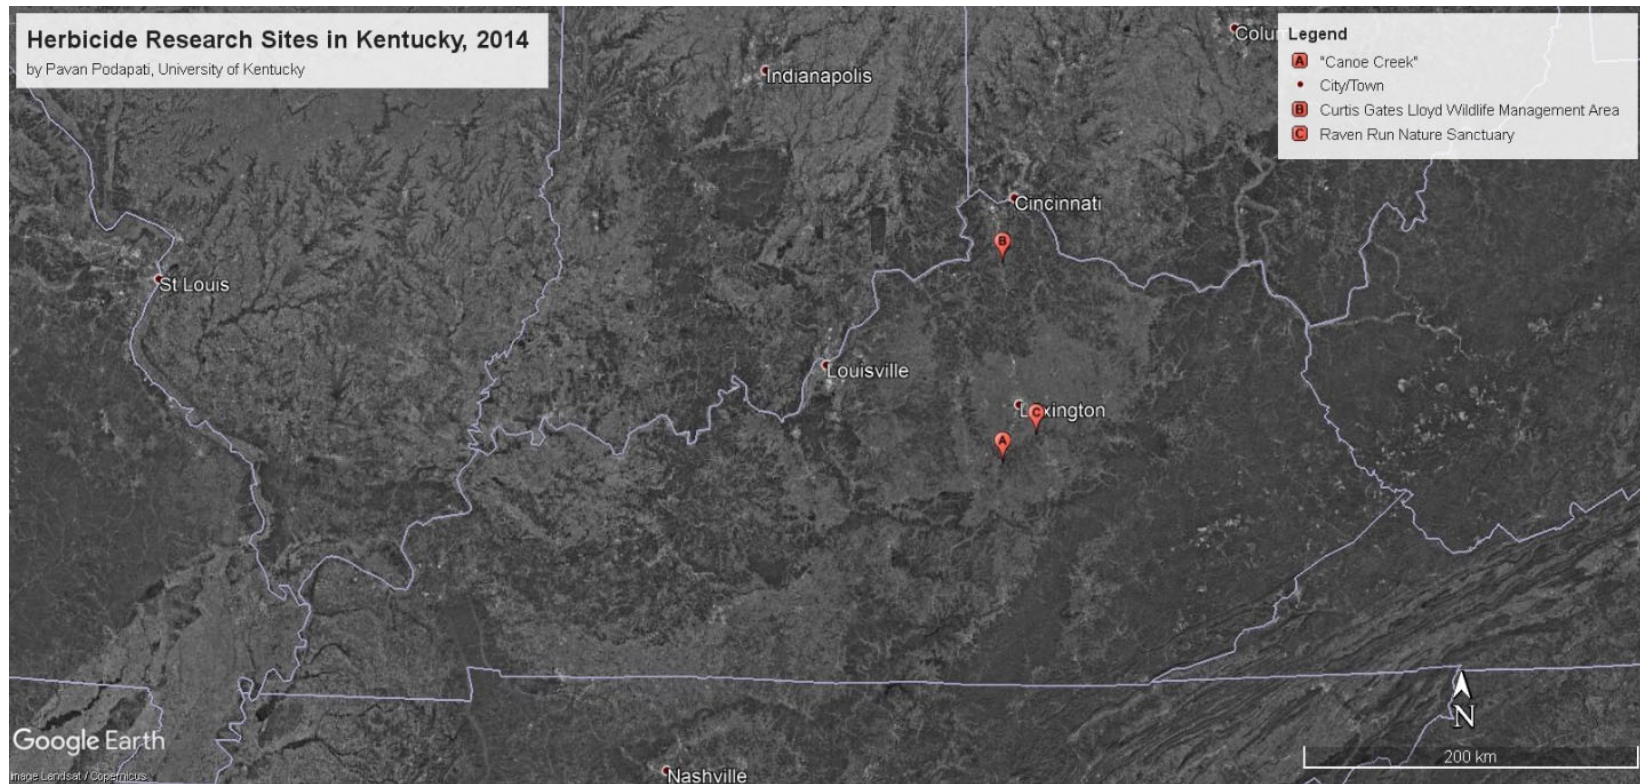 Herbicide Research Sites in Kentucky, 2014
by Pavan Podapati, University of Kentucky
Legend
A "Canoe Creek"
City/Town
B Curtis Gates Lloyd Wildlife Management Area
C Raven Run Nature Sanctuary
Colu
Indianapolis
Cincinnati
B
St Louis
Louisville
Lexington
C
A
N
Google Earth
200 km
Image Landsat / Copernicus
Nashville